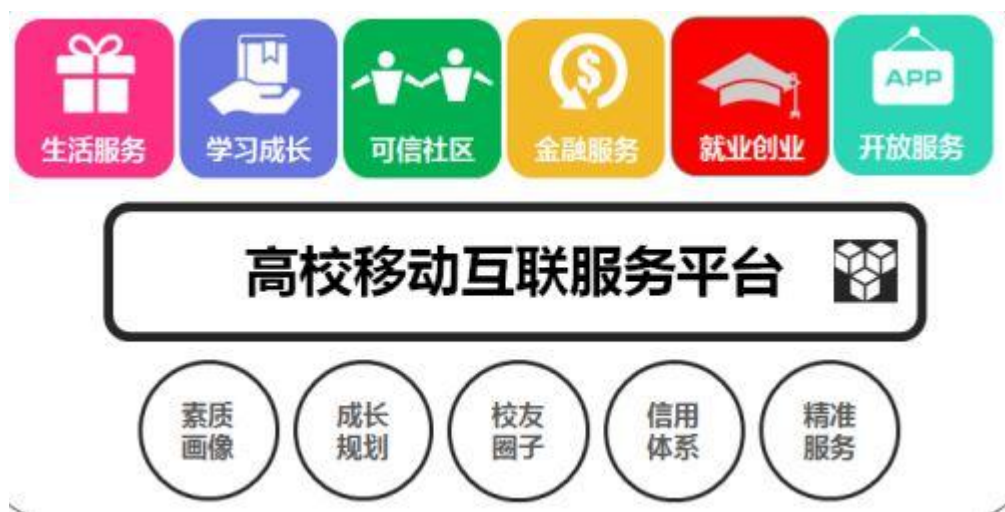 生活服务
学习成长
可信社区
金融服务
就业创业
APP
开放服务
高校移动互联服务平台
素质
画像
成长
规划
校友
圈子
信用
体系
精准
服务